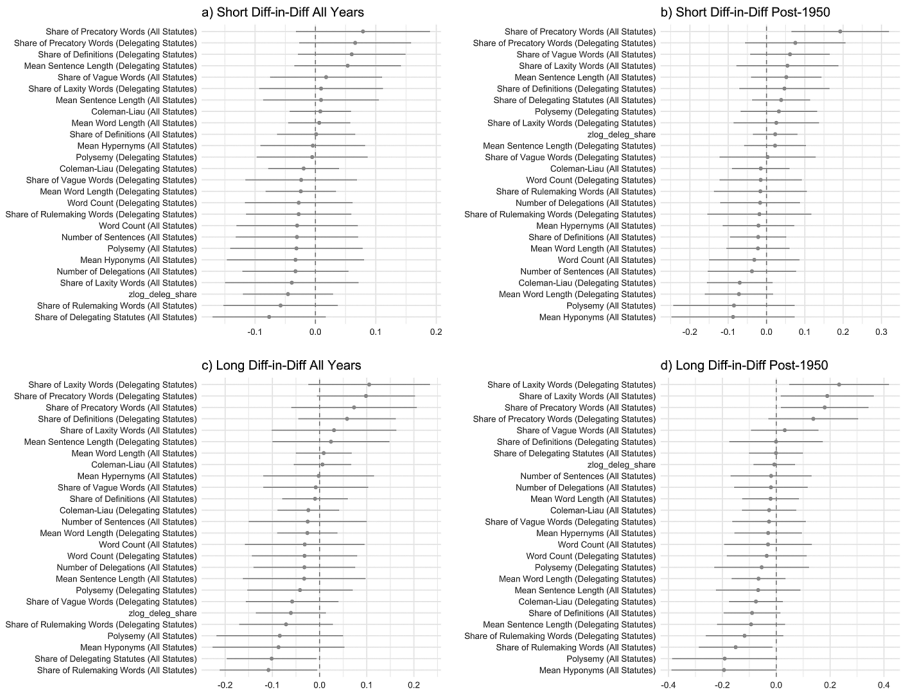 a) Short Diff-in-Diff All Years
Share of Precatory Words (All Statutes)
Share of Precatory Words (Delegating Statutes)
Share of Definitions (Delegating Statutes)
Mean Sentence Length (Delegating Statutes)
Share of Vague Words (All Statutes)
Share of Laxity Words (Delegating Statutes)
Mean Sentence Length (All Statutes)
Coleman-Liau (All Statutes)
Mean Word Length (All Statutes)
Share of Definitions (All Statutes)
Mean Hypernyms (All Statutes)
Polysemy (Delegating Statutes)
Coleman-Liau (Delegating Statutes)
Share of Vague Words (Delegating Statutes)
Mean Word Length (Delegating Statutes)
Word Count (Delegating Statutes)
Share of Rulemaking Words (Delegating Statutes)
Word Count (All Statutes)
Number of Sentences (All Statutes)
Polysemy (All Statutes)
Mean Hyponyms (All Statutes)
Number of Delegations (All Statutes)
Share of Laxity Words (All Statutes)
zlog_deleg_share
Share of Rulemaking Words (All Statutes)
Share of Delegating Statutes (All Statutes)
-0.1 0.0 0.1 0.2
b) Short Diff-in-Diff Post-1950
Share of Precatory Words (All Statutes)
Share of Precatory Words (Delegating Statutes)
Share of Vague Words (All Statutes)
Share of Laxity Words (All Statutes)
Mean Sentence Length (All Statutes)
Share of Definitions (Delegating Statutes)
Share of Delegating Statutes (All Statutes)
Polysemy (Delegating Statutes)
Share of Laxity Words (Delegating Statutes)
zlog_deleg_share
Mean Sentence Length (Delegating Statutes)
Share of Vague Words (Delegating Statutes)
Coleman-Liau (All Statutes)
Word Count (Delegating Statutes)
Share of Rulemaking Words (All Statutes)
Number of Delegations (All Statutes)
Share of Rulemaking Words (Delegating Statutes)
Mean Hypernyms (All Statutes)
Share of Definitions (All Statutes)
Mean Word Length (All Statutes)
Word Count (All Statutes)
Number of Sentences (All Statutes)
Coleman-Liau (Delegating Statutes)
Mean Word Length (Delegating Statutes)
Polysemy (All Statutes)
Mean Hyponyms (All Statutes)
-0.2 -0.1 0.0 0.1 0.2 0.3
c) Long Diff-in-Diff All Years
Share of Laxity Words (Delegating Statutes)
Share of Precatory Words (Delegating Statutes)
Share of Precatory Words (All Statutes)
Share of Definitions (Delegating Statutes)
Share of Laxity Words (All Statutes)
Mean Sentence Length (Delegating Statutes)
Mean Word Length (All Statutes)
Coleman-Liau (All Statutes)
Mean Hypernyms (All Statutes)
Share of Vague Words (All Statutes)
Share of Definitions (All Statutes)
Coleman-Liau (Delegating Statutes)
Number of Sentences (All Statutes)
Mean Word Length (Delegating Statutes)
Word Count (All Statutes)
Word Count (Delegating Statutes)
Number of Delegations (All Statutes)
Mean Sentence Length (All Statutes)
Polysemy (Delegating Statutes)
Share of Vague Words (Delegating Statutes)
zlog_deleg_share
Share of Rulemaking Words (Delegating Statutes)
Polysemy (All Statutes)
Mean Hyponyms (All Statutes)
Share of Delegating Statutes (All Statutes)
Share of Rulemaking Words (All Statutes)
-0.2 -0.1 0.0 0.1 0.2
d) Long Diff-in-Diff Post-1950
Share of Laxity Words (Delegating Statutes)
Share of Laxity Words (All Statutes)
Share of Precatory Words (All Statutes)
Share of Precatory Words (Delegating Statutes)
Share of Vague Words (All Statutes)
Share of Definitions (Delegating Statutes)
Share of Delegating Statutes (All Statutes)
zlog_deleg_share
Number of Sentences (All Statutes)
Number of Delegations (All Statutes)
Mean Word Length (All Statutes)
Coleman-Liau (All Statutes)
Share of Vague Words (Delegating Statutes)
Mean Hypernyms (All Statutes)
Word Count (All Statutes)
Word Count (Delegating Statutes)
Polysemy (Delegating Statutes)
Mean Word Length (Delegating Statutes)
Mean Sentence Length (All Statutes)
Coleman-Liau (Delegating Statutes)
Share of Definitions (All Statutes)
Mean Sentence Length (Delegating Statutes)
Share of Rulemaking Words (Delegating Statutes)
Share of Rulemaking Words (All Statutes)
Polysemy (All Statutes)
Mean Hyponyms (All Statutes)
-0.4 -0.2 0.0 0.2 0.4